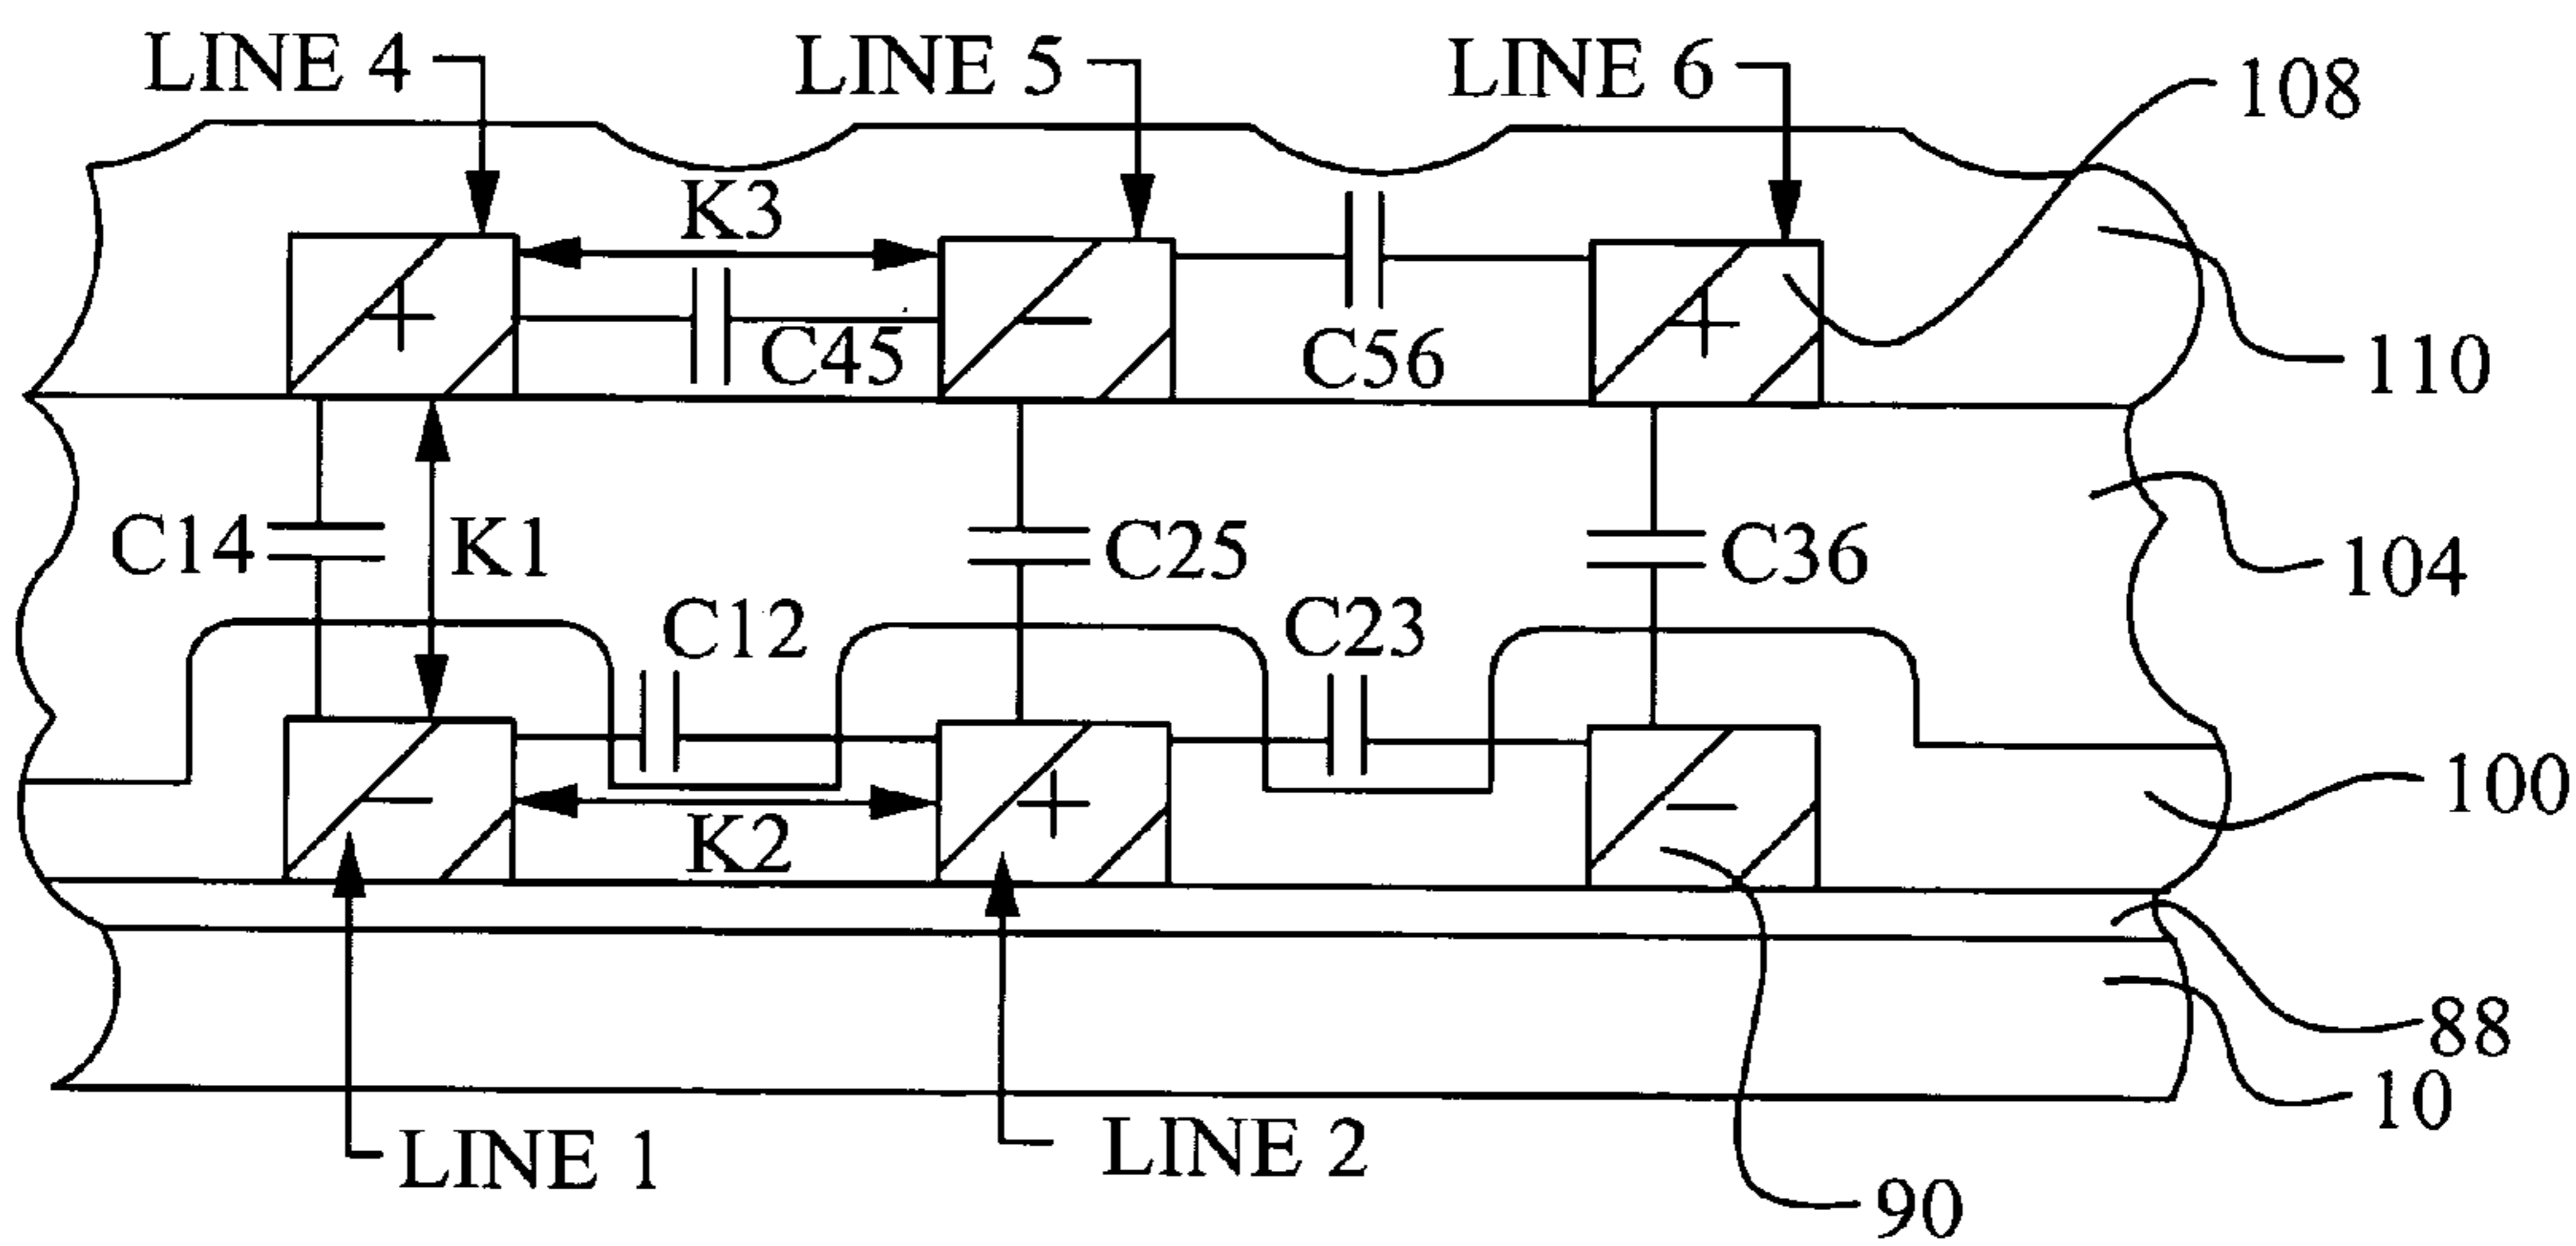 LINE 4
LINE 5
LINE 6
108
K3
+
−
+
C45
C56
110
C14
K1
C25
C36
104
C12
C23
−
+
−
K2
100
88
10
LINE 1
LINE 2
90